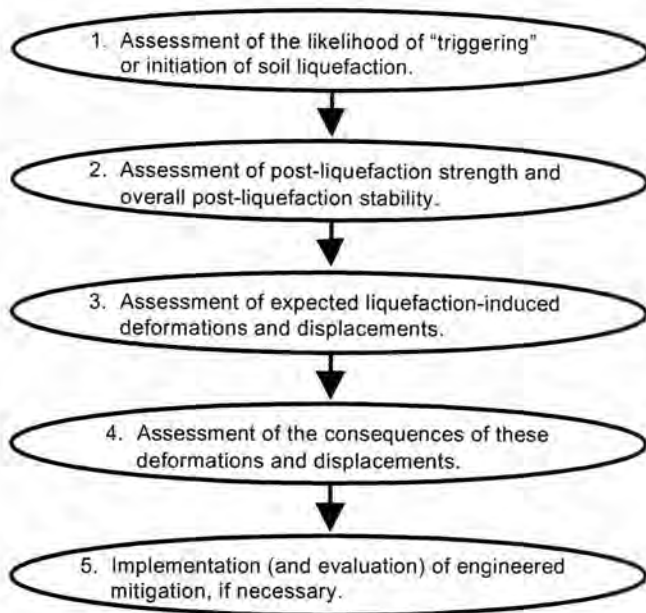 1. Assessment of the likelihood of “triggering”
or initiation of soil liquefaction.
2. Assessment of post-liquefaction strength and
overall post-liquefaction stability.
3. Assessment of expected liquefaction-induced
deformations and displacements.
4. Assessment of the consequences of these
deformations and displacements.
5. Implementation (and evaluation) of engineered
mitigation, if necessary.